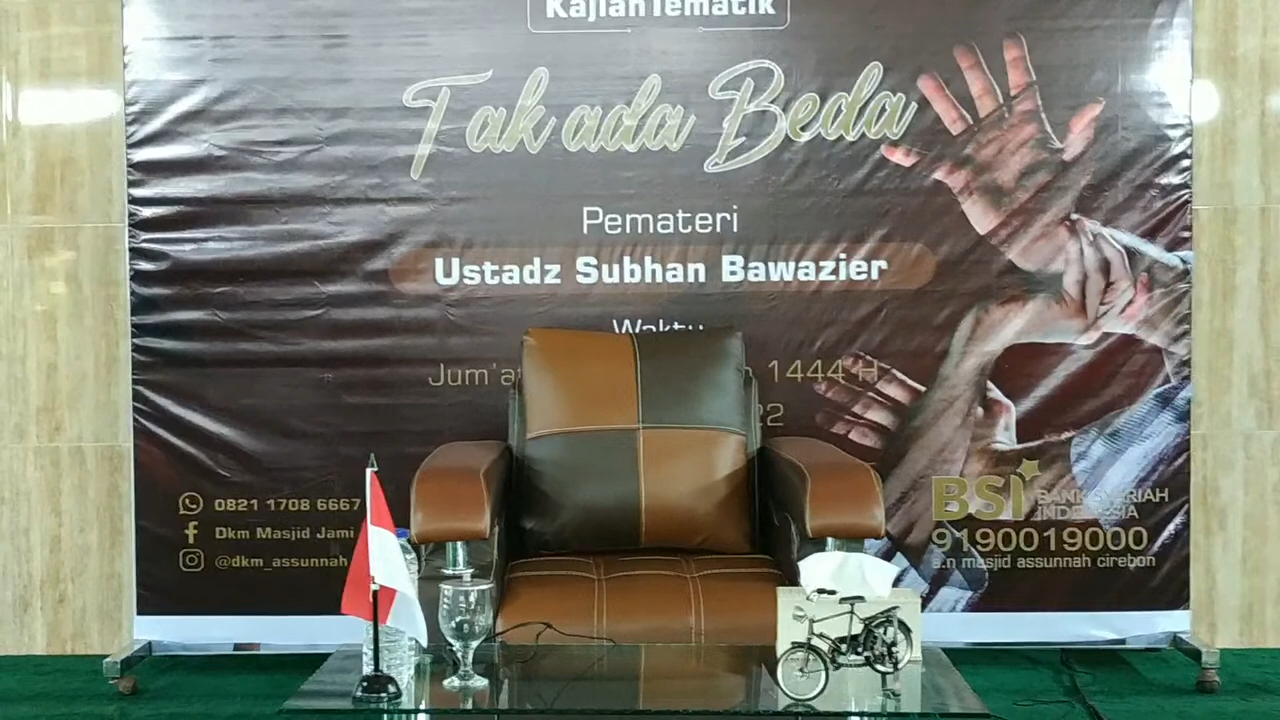 Kajian Tematik
Tak ada Beda
Pemateri
Ustadz Subhan Bawazier
Waktu
Jum'at 1444 H
22
0821 1708 6667
Dkm Masjid Jami
@dkm_assunnah
BSI BANK SYARIAH
INDONESIA
9190019000
a.n masjid assunnah cirebon